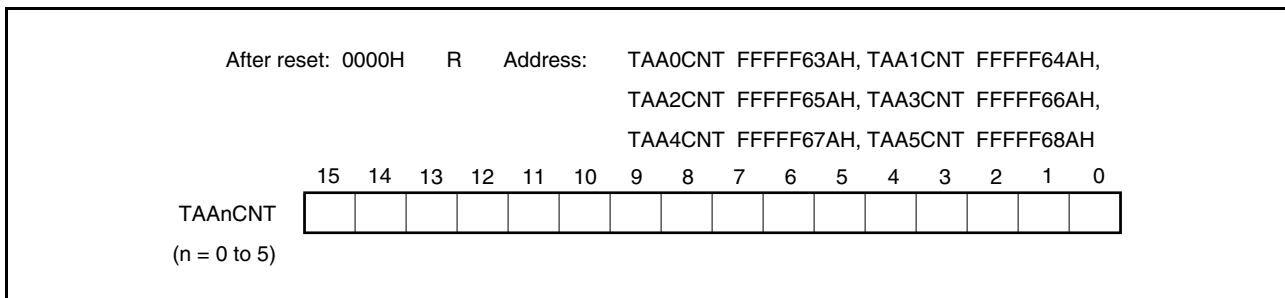 After reset: 0000H R Address: TAA0CNT FFFFF63AH, TAA1CNT FFFFF64AH,
TAA2CNT FFFFF65AH, TAA3CNT FFFFF66AH,
TAA4CNT FFFFF67AH, TAA5CNT FFFFF68AH
15 14 13 12 11 10 9 8 7 6 5 4 3 2 1 0
TAAnCNT
(n = 0 to 5)